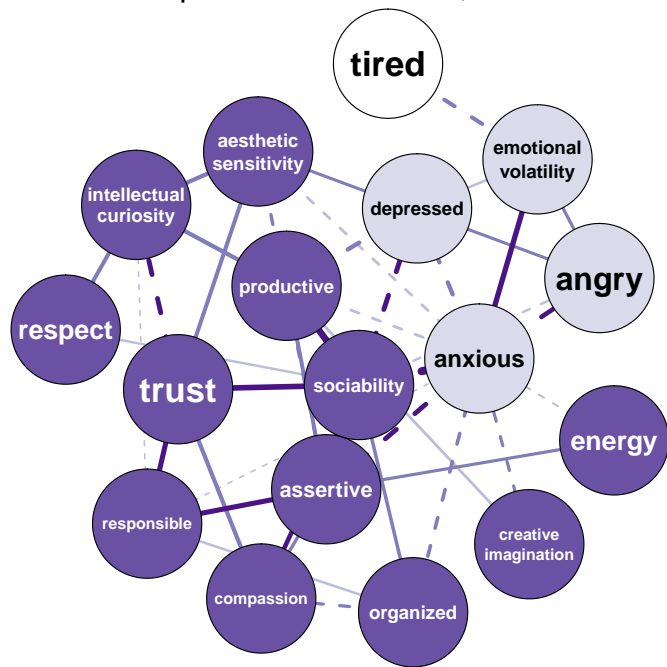 tired
aesthetic
sensitivity
emotional
volatility
intellectual
curiosity
depressed
angry
productive
respect
anxious
trust
sociability
energy
assertive
responsible
creative
imagination
compassion
organized